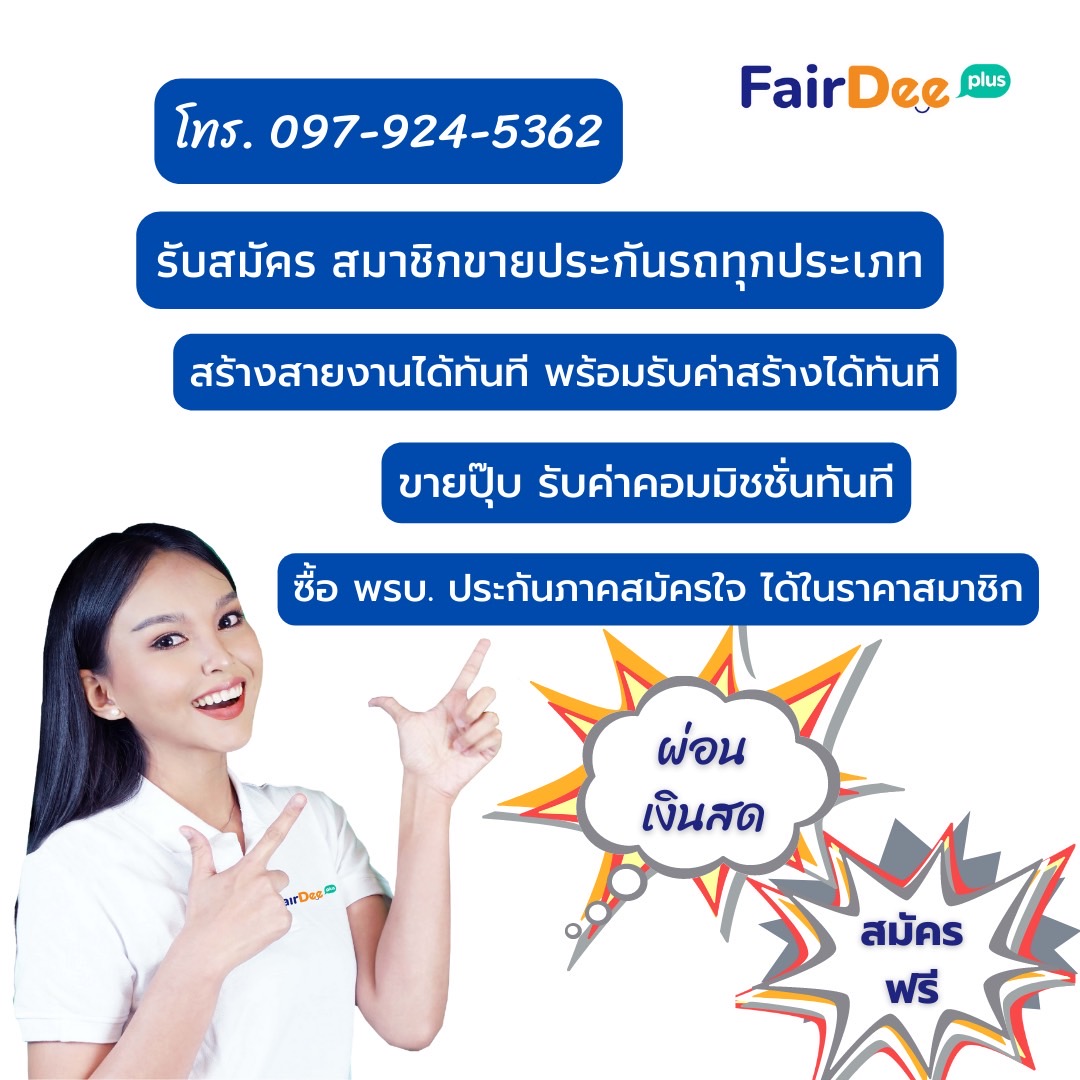 FairDee plus
โทร. 097-924-5362
รับสมัคร สมาชิกขายประกันรถทุกประเภท
สร้างสายงานได้ทันที พร้อมรับค่าสร้างได้ทันที
ขายปุ๊บ รับค่าคอมมิชชั่นทันที
ซื้อ พรบ. ประกันภาคสมัครใจ ได้ในราคาสมาชิก
ผ่อน
เงินสด
airDee plus
สมัคร
ฟรี